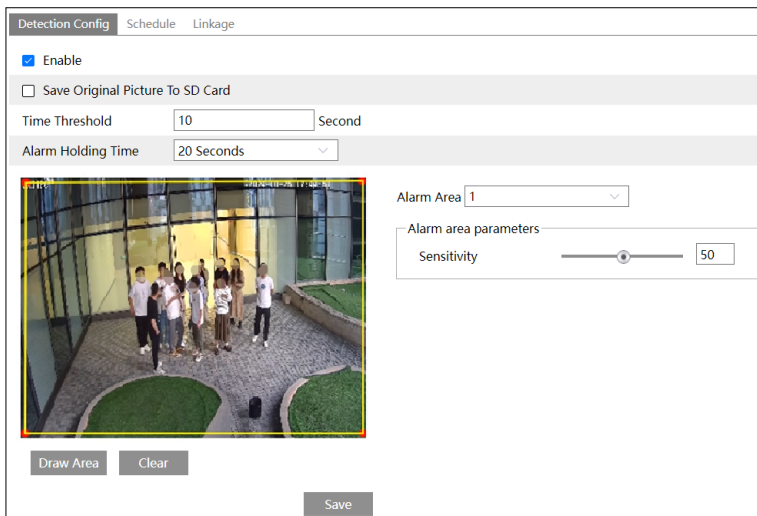 Detection Config Schedule Linkage
Enable
Save Original Picture To SD Card
Time Threshold 10 Second
Alarm Holding Time 20 Seconds
Alarm Area 1
Alarm area parameters
Sensitivity 50
Draw Area Clear
Save